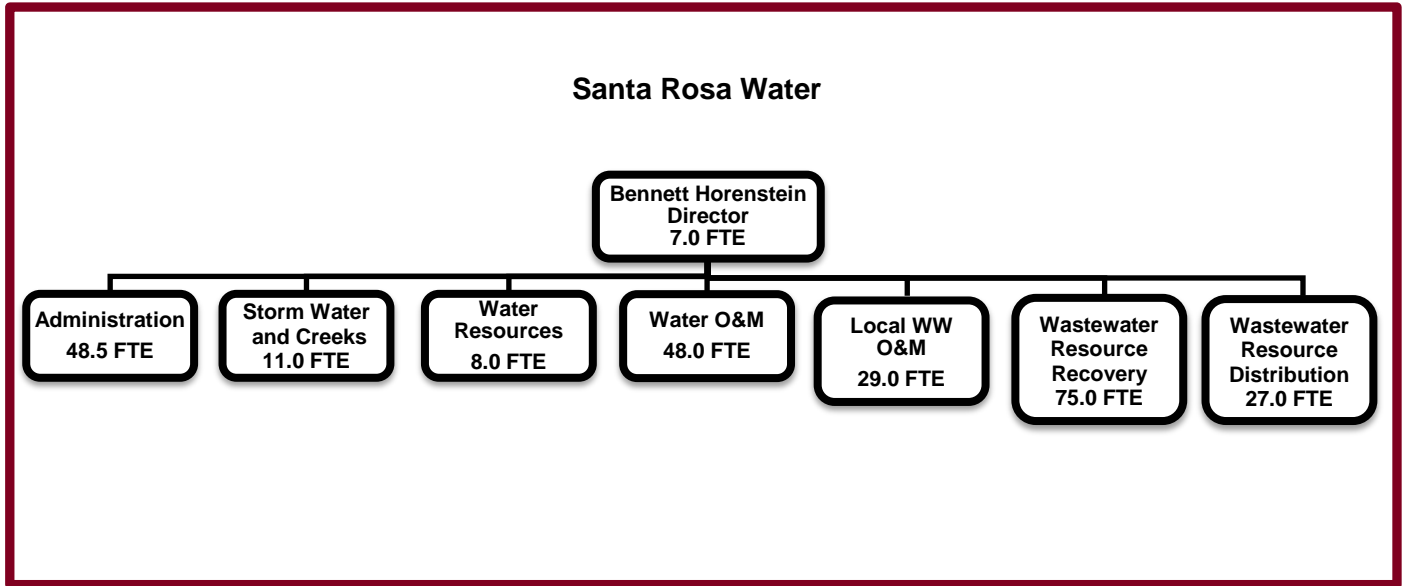 Santa Rosa Water
Bennett Horenstein
Director
7.0 FTE
Administration
48.5 FTE
Storm Water
and Creeks
11.0 FTE
Water
Resources
8.0 FTE
Water O&M
48.0 FTE
Local WW
O&M
29.0 FTE
Wastewater
Resource
Recovery
75.0 FTE
Wastewater
Resource
Distribution
27.0 FTE